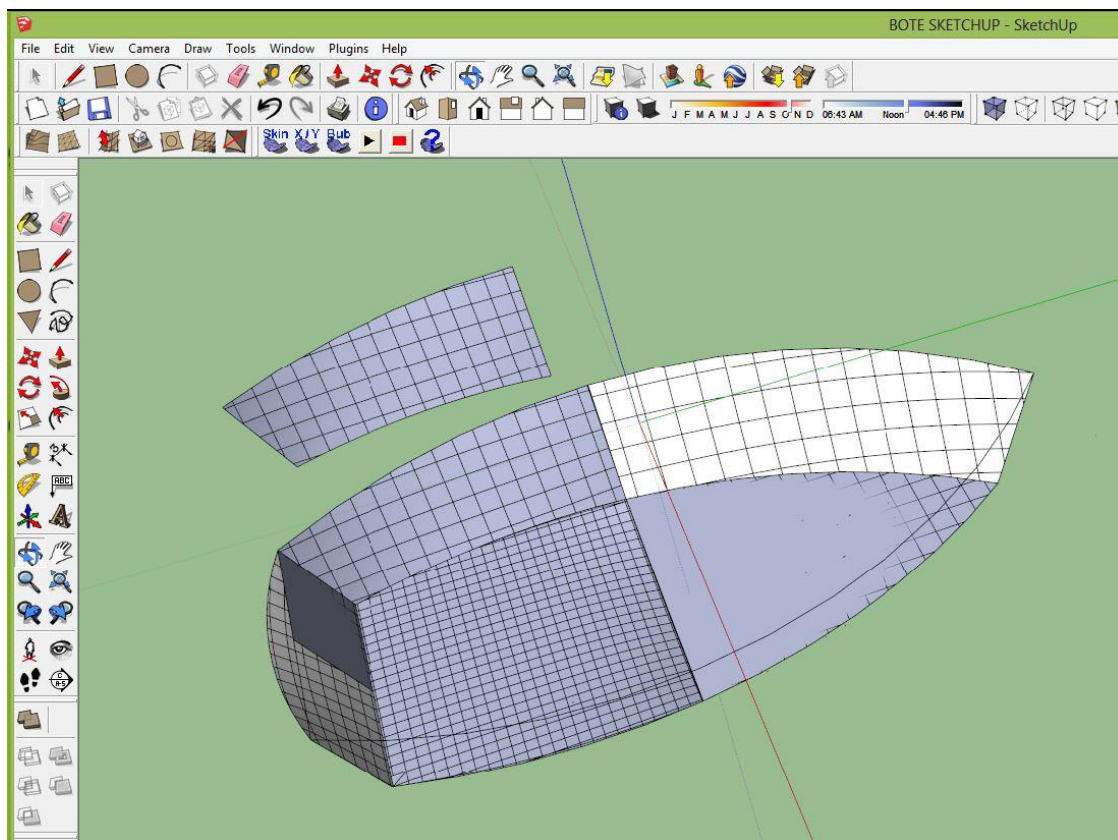 BOTE SKETCHUP - SketchUp
File Edit View Camera Draw Tools Window Plugins Help
J F M A M J J A S O N D 06:43 AM Noon 04:46 PM
Skin X/Y Bub
ABC
A